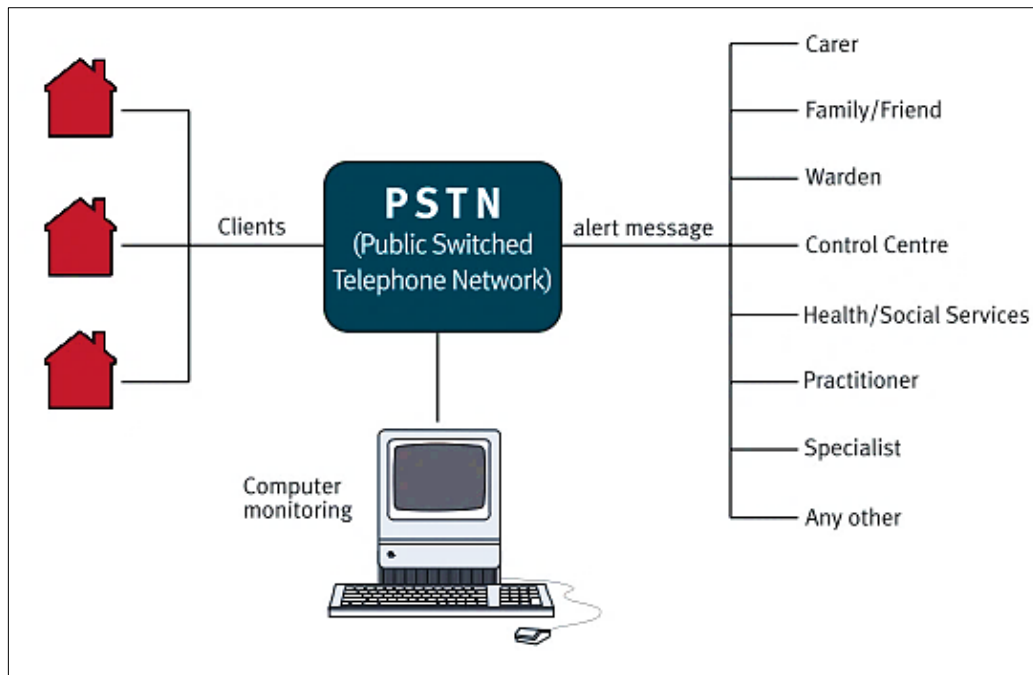 Carer
Family/Friend
Warden
Clients
PSTN
(Public Switched
Telephone Network)
alert message
Control Centre
Health/Social Services
Practitioner
Specialist
Any other
Computer
monitoring